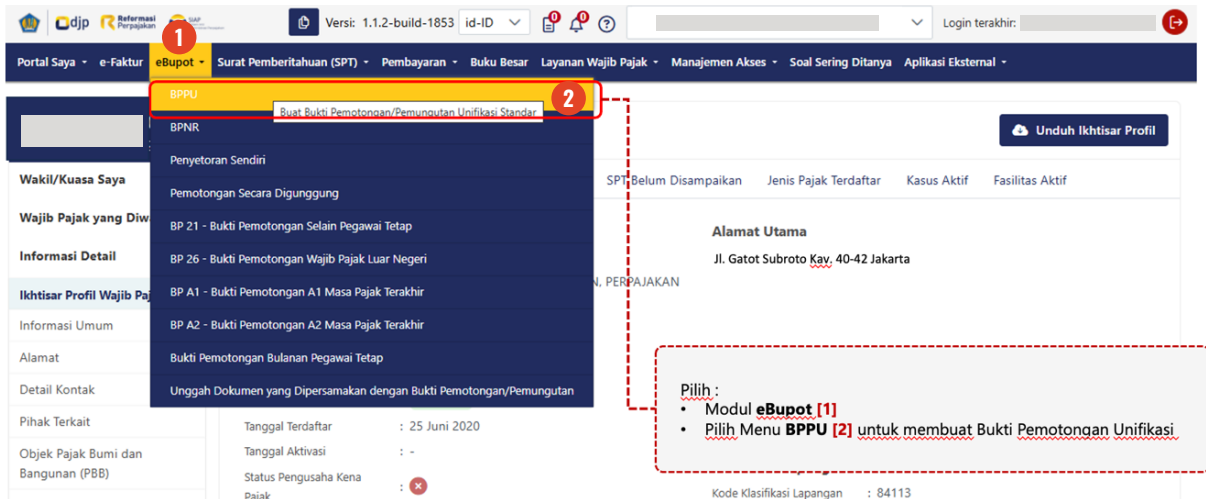 djp Reformasi Perpajakan SIAP Versi: 1.1.2-build-1853 id-ID 0 0 Login terakhir:
1
Portal Saya e-Faktur eBupot Surat Pemberitahuan (SPT) Pembayaran Buku Besar Layanan Wajib Pajak Manajemen Akses Soal Sering Ditanya Aplikasi Eksternal
BPPU
2
Buat Bukti Pemotongan/Pemungutan Unifikasi Standar
BPNR
Unduh Ikhtisar Profil
Penyetoran Sendiri
Wakil/Kuasa Saya
SPT Belum Disampaikan Jenis Pajak Terdaftar Kasus Aktif Fasilitas Aktif
Pemotongan Secara Digunggung
Wajib Pajak yang Diw
BP 21 - Bukti Pemotongan Selain Pegawai Tetap
Alamat Utama
Informasi Detail
BP 26 - Bukti Pemotongan Wajib Pajak Luar Negeri
Jl. Gatot Subroto Kav. 40-42 Jakarta
N, PERPAJAKAN
Ikhtisar Profil Wajib Paj
BP A1 - Bukti Pemotongan A1 Masa Pajak Terakhir
Informasi Umum
BP A2 - Bukti Pemotongan A2 Masa Pajak Terakhir
Alamat
Bukti Pemotongan Bulanan Pegawai Tetap
Detail Kontak
Unggah Dokumen yang Dipersamakan dengan Bukti Pemotongan/Pemungutan
Pilih :
• Modul eBupot [1]
• Pilih Menu BPPU [2] untuk membuat Bukti Pemotongan Unifikasi
Pihak Terkait
Tanggal Terdaftar : 25 Juni 2020
Objek Pajak Bumi dan
Bangunan (PBB)
Tanggal Aktivasi : -
Status Pengusaha Kena
Pajak :
Kode Klasifikasi Lapangan : 84113